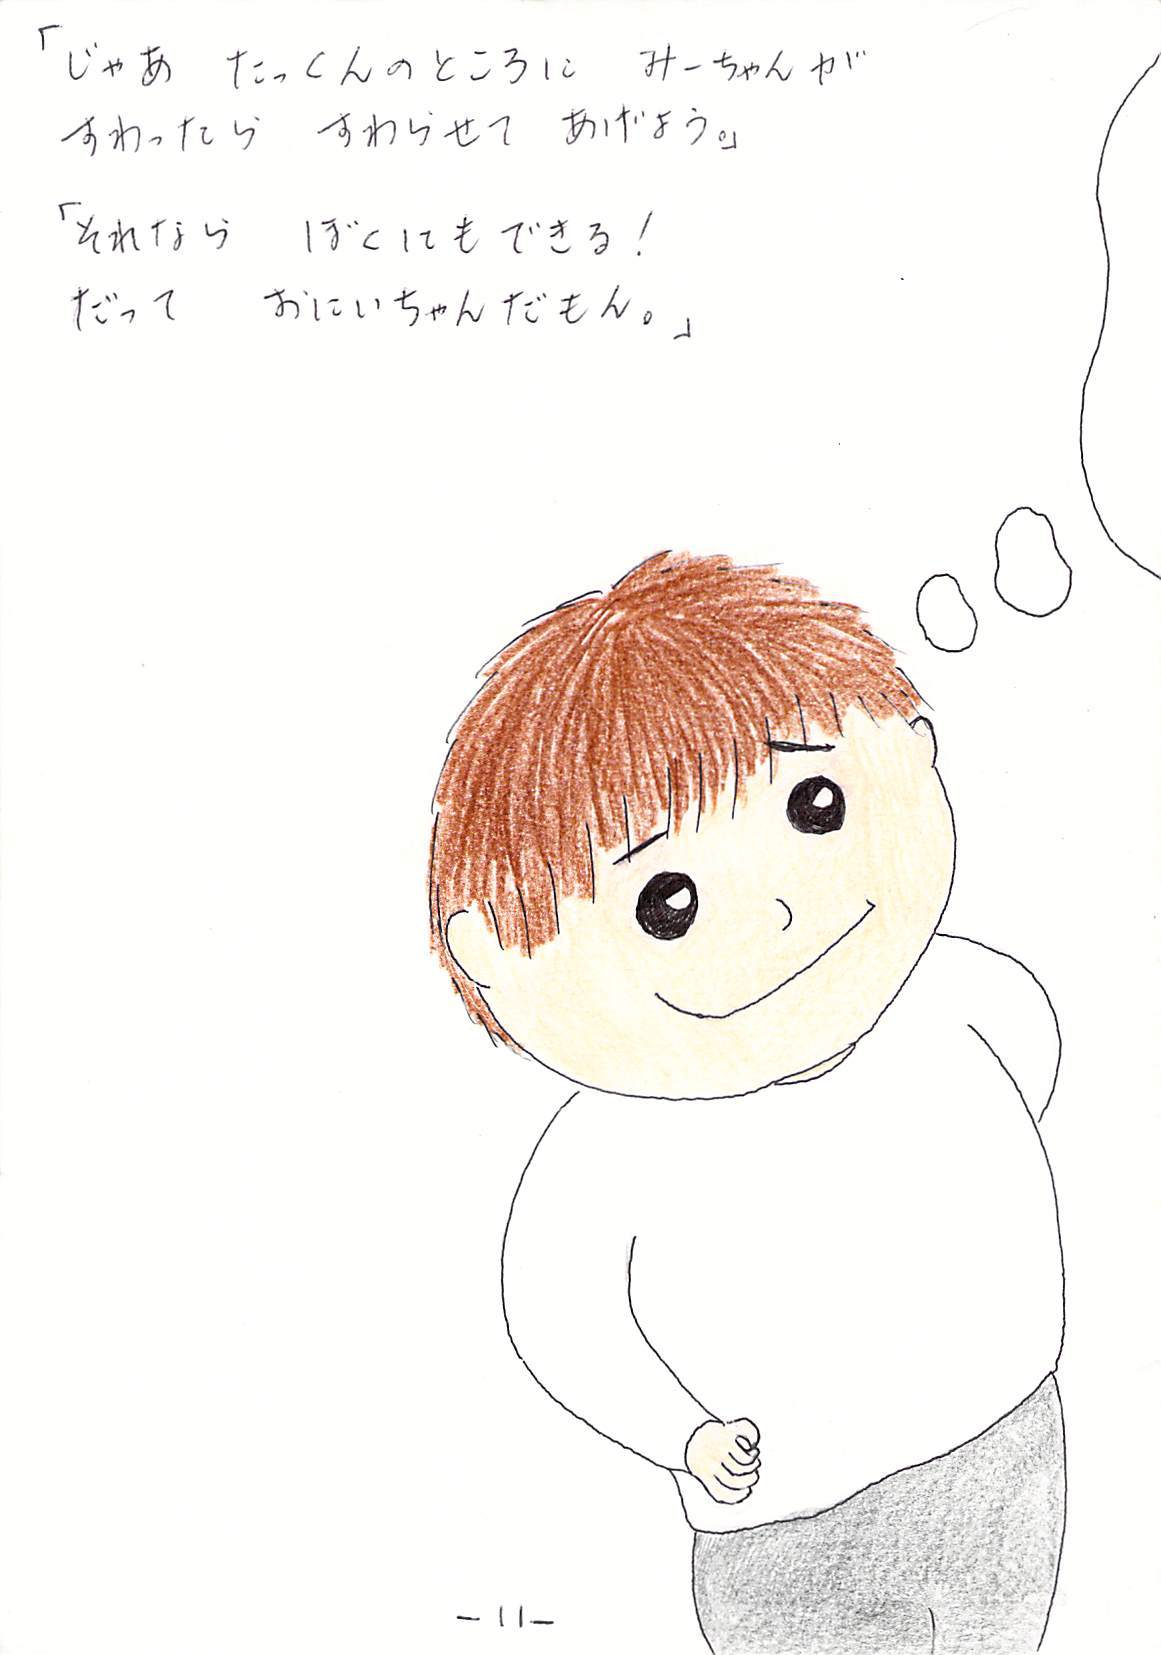 「じゃあ　たっくんのところに　みーちゃんが
すわったら　すわらせて　あげよう。」
「それなら　ぼくにもできる！
だって　おにいちゃんだもん。」
－11－